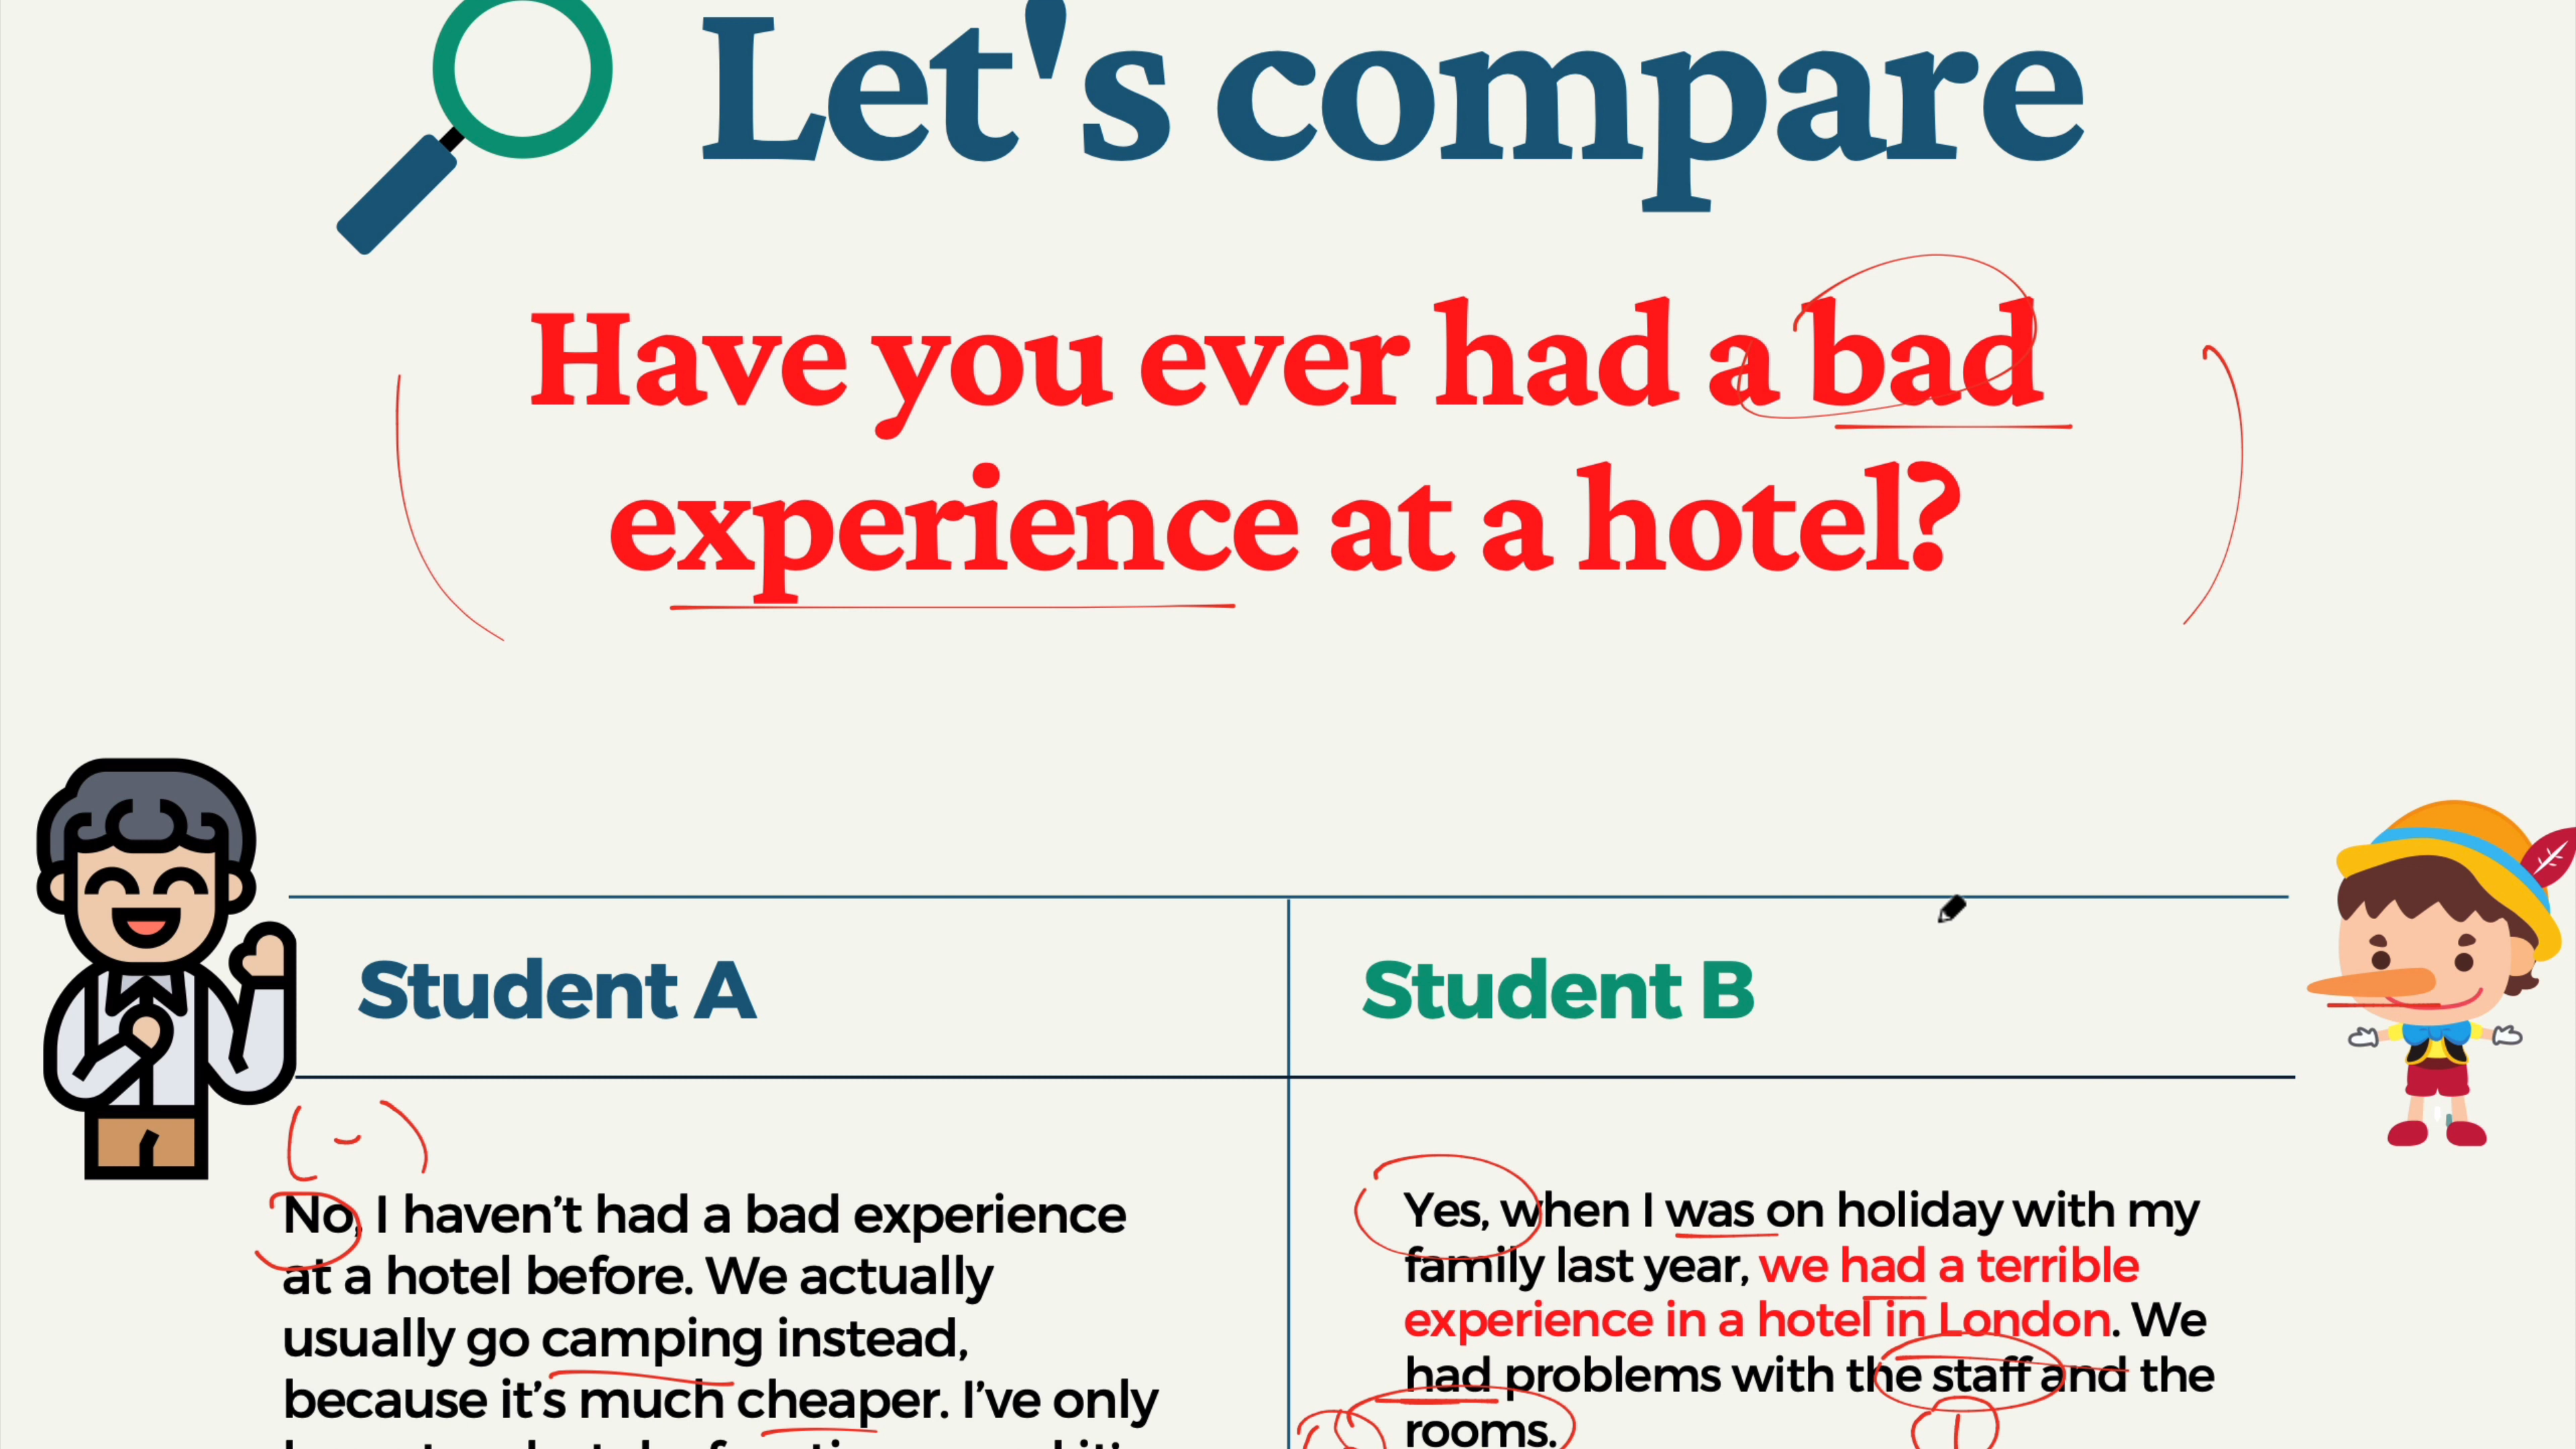 Let's compare
Have you ever had a bad
experience at a hotel?
Student A
Student B
(-)
No, I haven't had a bad experience
at a hotel before. We actually
usually go camping instead,
because it's much cheaper. I've only
Yes, when I was on holiday with my
family last year, we had a terrible
experience in a hotel in London. We
had problems with the staff and the
rooms.
1